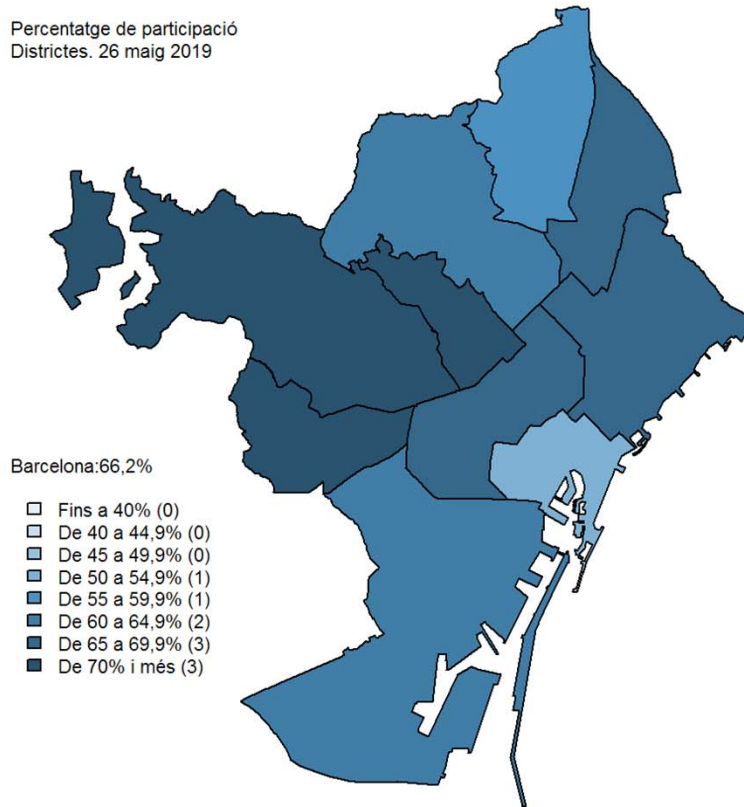 Percentatge de participació
Districtes. 26 maig 2019
Barcelona:66,2%
Fins a 40% (0)
De 40 a 44,9% (0)
De 45 a 49,9% (0)
De 50 a 54,9% (1)
De 55 a 59,9% (1)
De 60 a 64,9% (2)
De 65 a 69,9% (3)
De 70% i més (3)